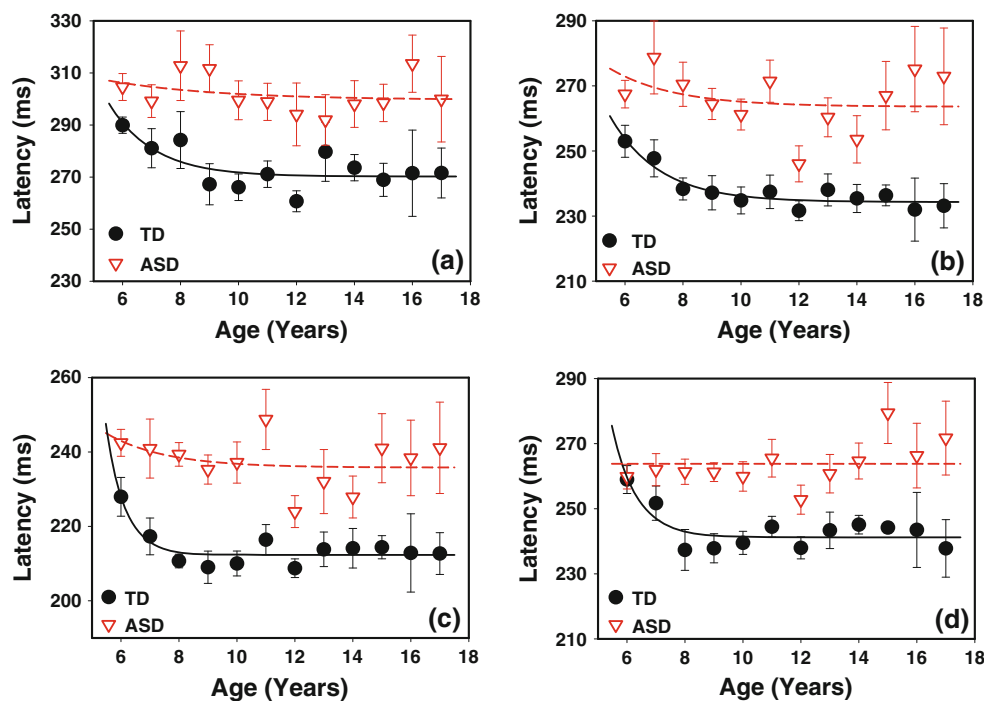 330
310
290
270
250
230
Latency (ms)
TD
ASD
(a)
6 8 10 12 14 16 18
Age (Years)
290
270
250
230
210
Latency (ms)
TD
ASD
(b)
6 8 10 12 14 16 18
Age (Years)
260
240
220
200
Latency (ms)
TD
ASD
(c)
6 8 10 12 14 16 18
Age (Years)
290
270
250
230
210
Latency (ms)
TD
ASD
(d)
6 8 10 12 14 16 18
Age (Years)